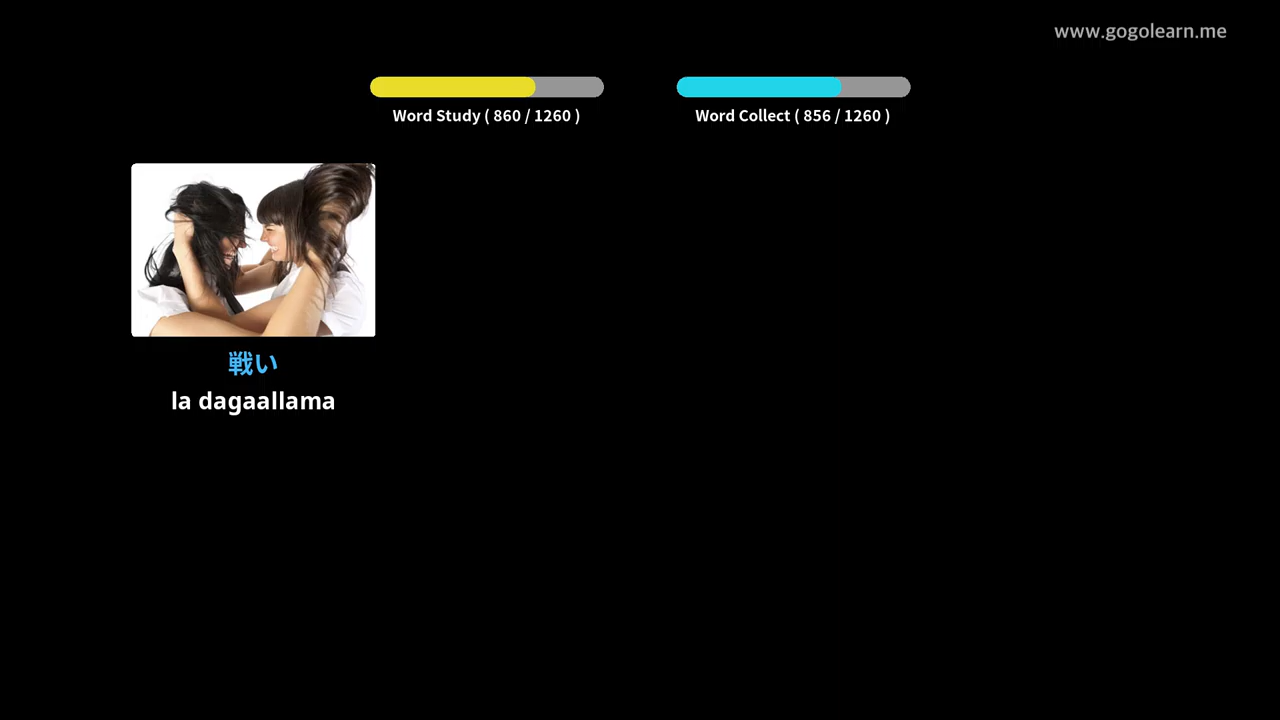 www.gogolearn.me
Word Study ( 860 / 1260 )
Word Collect ( 856 / 1260 )
戦い
la dagaallama